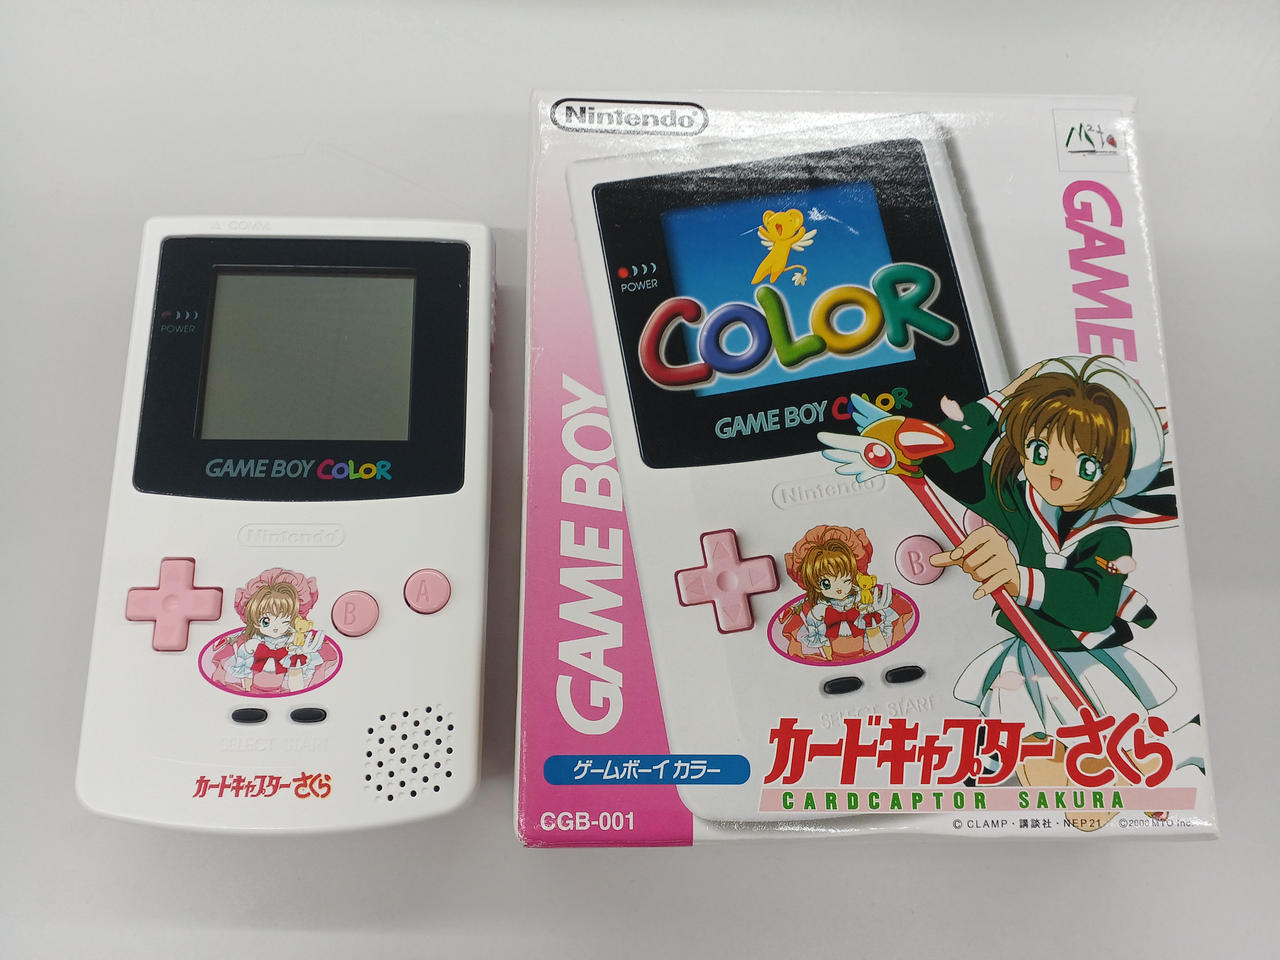 COMM.
POWER
GAME BOY COLOR
Nintendo
A
B
SELECT START
カードキャプターさくら
Nintendo
POWER
COLOR
GAME BOY COLOR
Nintendo
B
SELECT START
GAME BOY
GAME
ゲームボーイ カラー
CGB-001
カードキャプターさくら
CARDCAPTOR SAKURA
© CLAMP・講談社・NEP21 ©2000 MTO Inc.